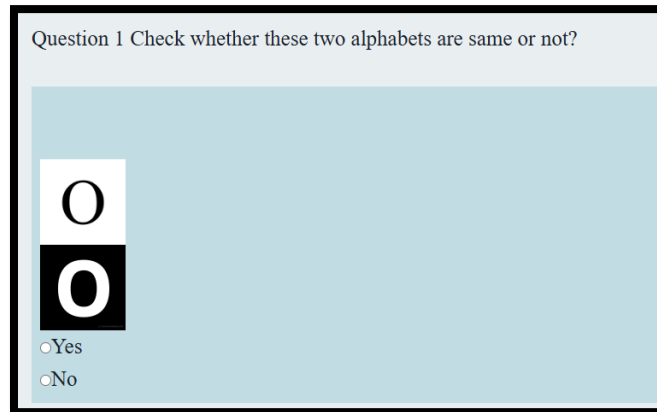 Question 1 Check whether these two alphabets are same or not?
O
O
Yes
No